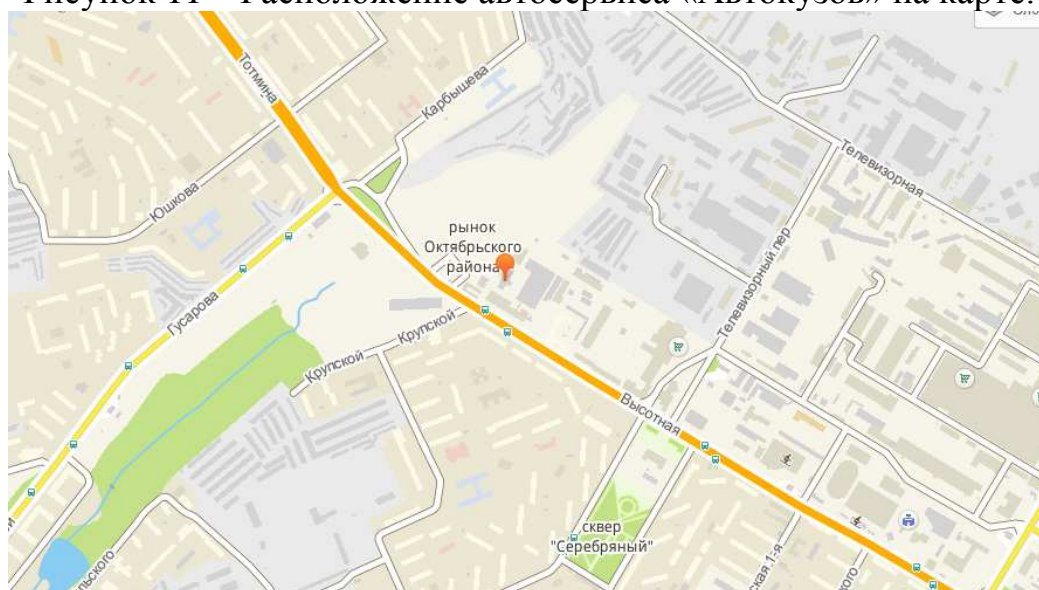 Рисунок 11 – Расположение автосервиса «Автокузов» на карте.
Тотмина
Карбышева
Юшкова
Телевизорная
рынок
Октябрьского
района
Телевизорный пер
Гусарова
Крупской
Крупской
Высотная
сквер
"Серебряный"